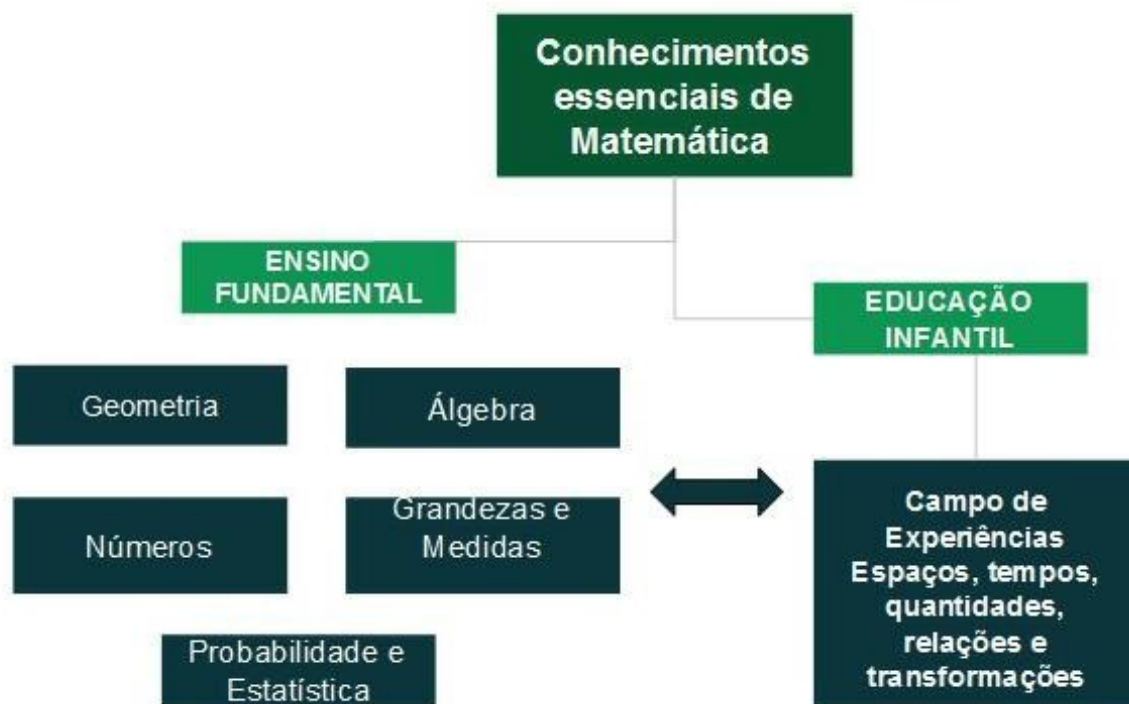 Conhecimentos
essenciais de
Matemática
ENSINO
FUNDAMENTAL
EDUCAÇÃO
INFANTIL
Geometria
Álgebra
Números
Grandezas e
Medidas
Probabilidade e
Estatística
Campo de
Experiências
Espaços, tempos,
quantidades,
relações e
transformações